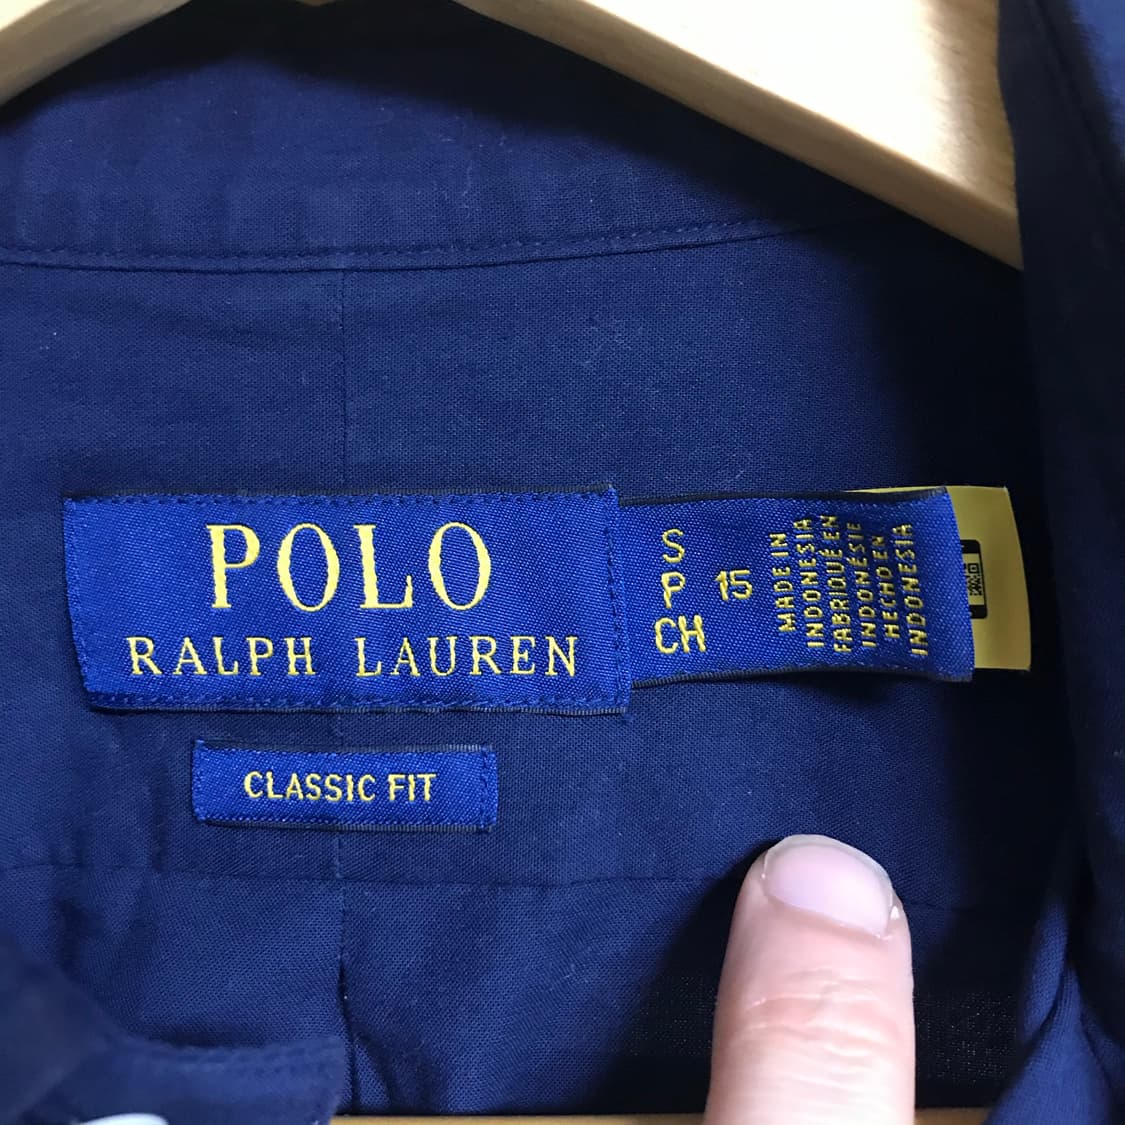 POLO
RALPH LAUREN
S
P
CH
15
MADE IN
INDONESIA
FABRIQUÉ EN
INDONÉSIE
HECHO EN
INDONESIA
CLASSIC FIT